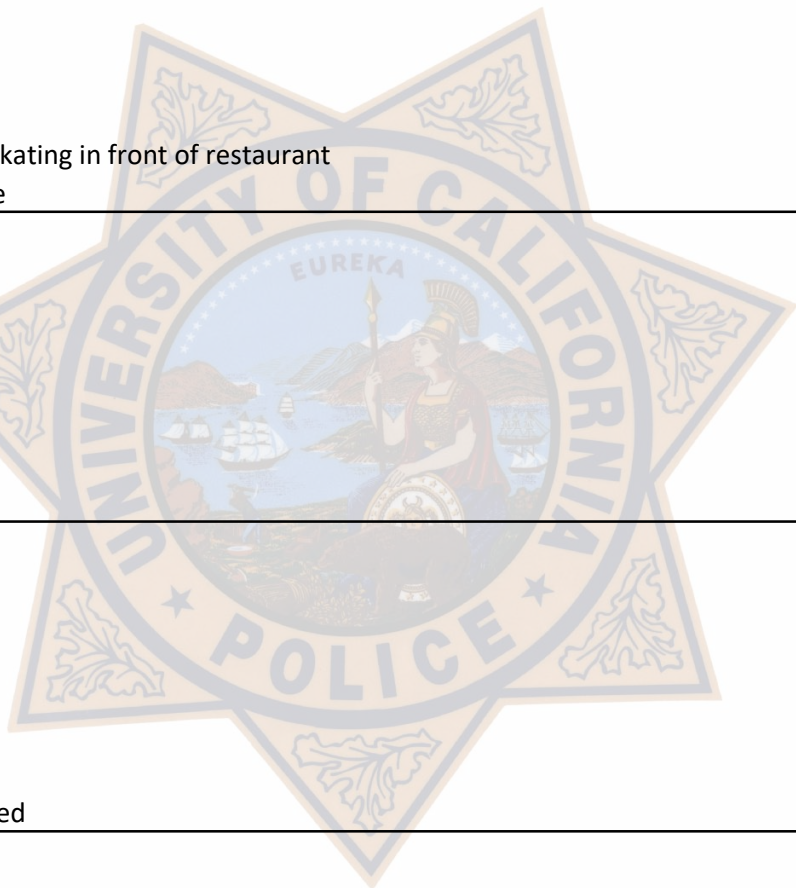 kating in front of restaurant
e
UNIVERSITY OF CALIFORNIA
EUREKA
POLICE
ed